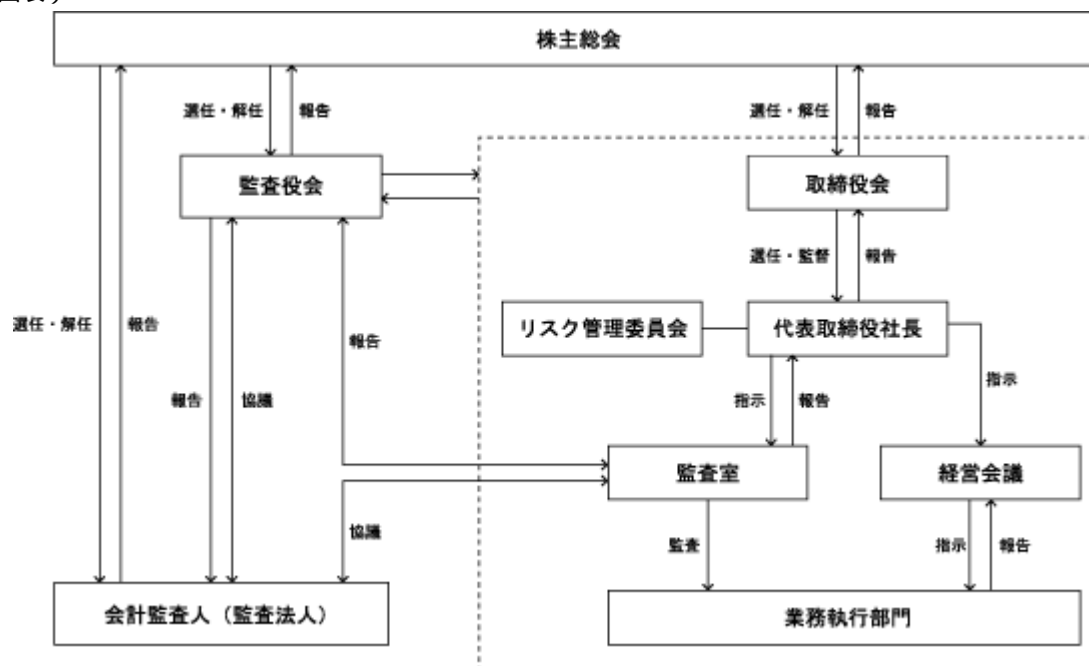 株主総会
選任・解任
報告
選任・解任
報告
監査役会
取締役会
選任・監督
報告
選任・解任
報告
リスク管理委員会
代表取締役社長
報告
指示
報告
協議
指示
報告
監査室
経営会議
協議
監査
指示
報告
会計監査人（監査法人）
業務執行部門